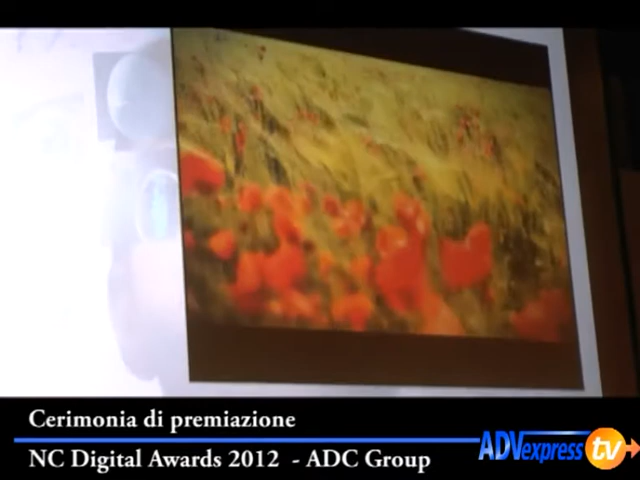 Cerimonia di premiazione
NC Digital Awards 2012 - ADC Group
ADVexpress tv